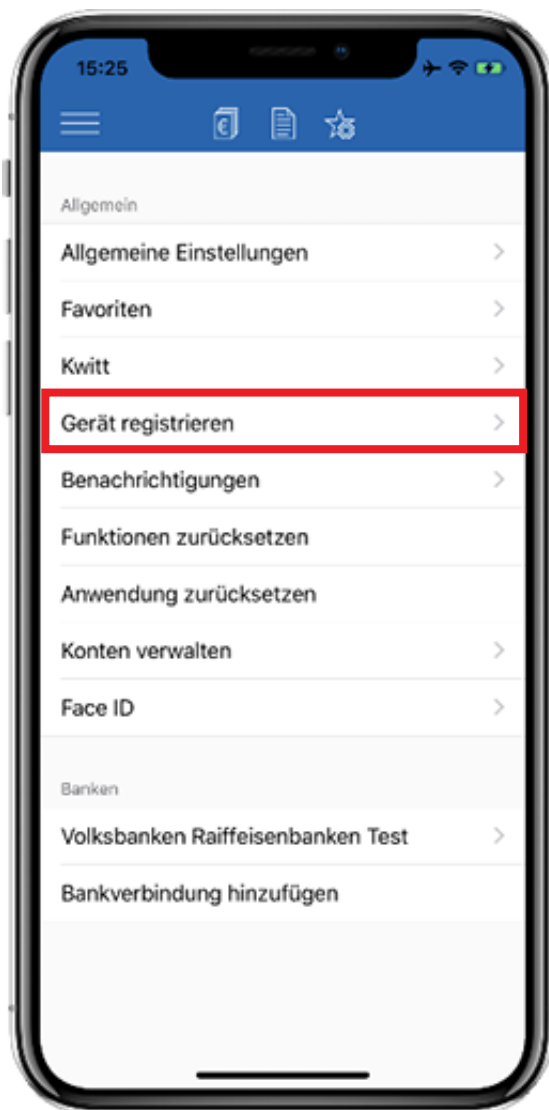 15:25
€
Allgemein
Allgemeine Einstellungen
Favoriten
Kwitt
Gerät registrieren
Benachrichtigungen
Funktionen zurücksetzen
Anwendung zurücksetzen
Konten verwalten
Face ID
Banken
Volksbanken Raiffeisenbanken Test
Bankverbindung hinzufügen